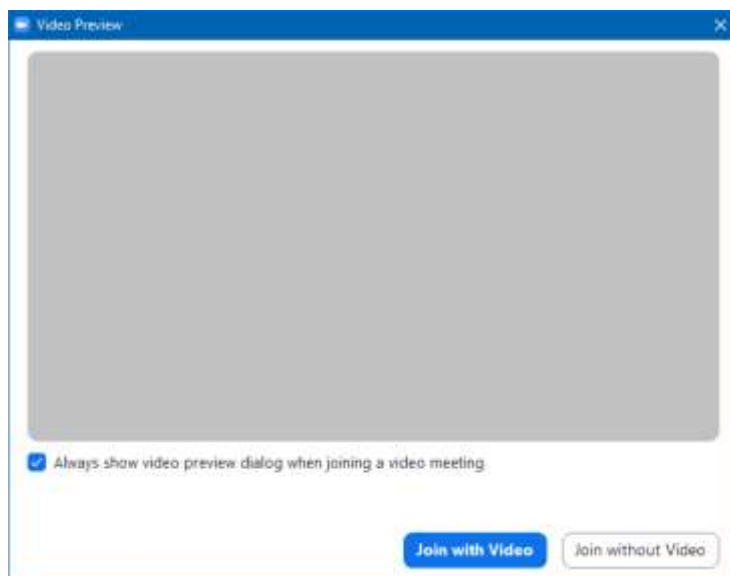 Video Preview
Always show video preview dialog when joining a video meeting
Join with Video
Join without Video